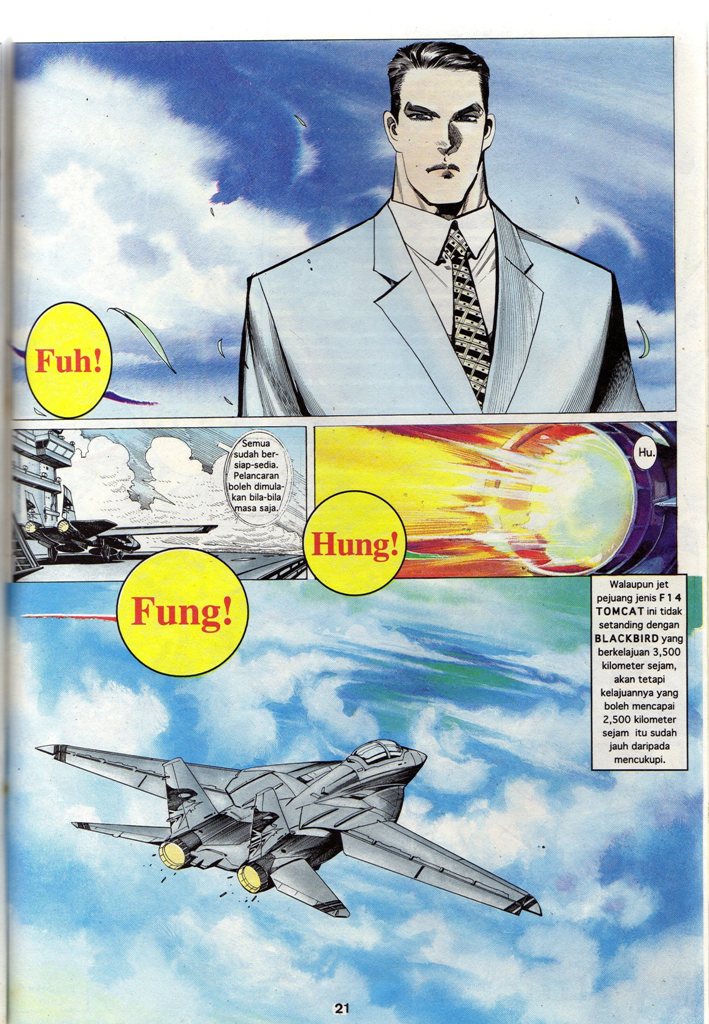 Fuh!
Semua
sudah ber-
siap-sedia.
Pelancaran
boleh dimula-
kan bila-bila
masa saja.
Hu.
Hung!
Fung!
Walaupun jet
pejuang jenis F14
TOMCAT ini tidak
setanding dengan
BLACKBIRD yang
berkelajuan 3,500
kilometer sejam,
akan tetapi
kelajuannya yang
boleh mencapai
2,500 kilometer
sejam itu sudah
jauh daripada
mencukupi.
21